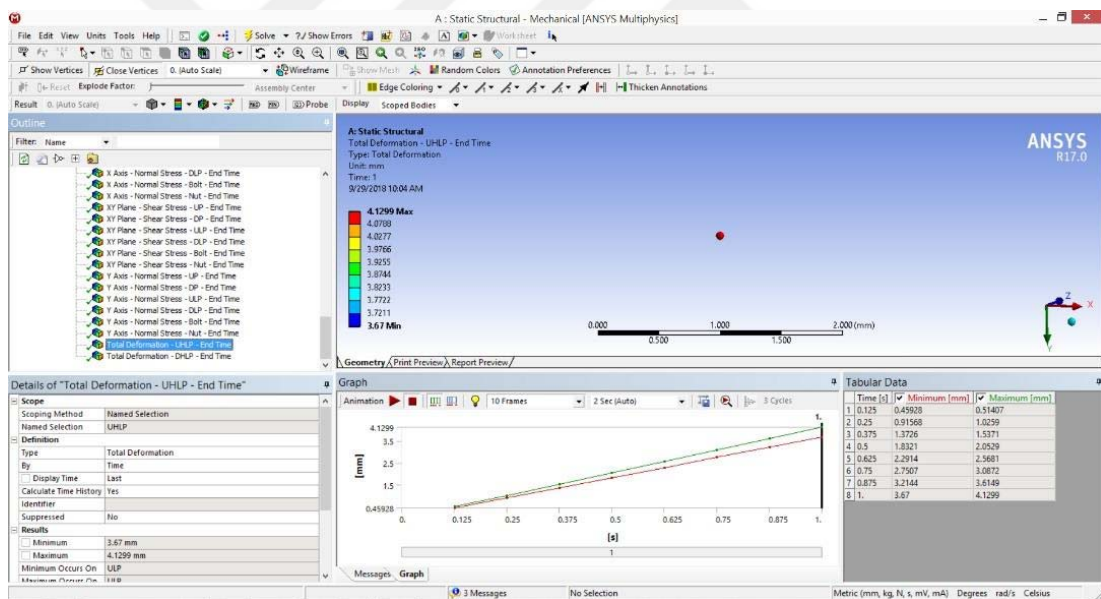 A : Static Structural - Mechanical [ANSYS Multiphysics]
File Edit View Units Tools Help Solve ?/ Show Errors Worksheet
Show Vertices Close Vertices 0. (Auto Scale) Wireframe Show Mesh Random Colors Annotation Preferences
Reset Explode Factor: Assembly Center Edge Coloring Thicken Annotations
Result 0. (Auto Scale) Probe Display Scoped Bodies
Outline
Filter: Name
X Axis - Normal Stress - DLP - End Time
X Axis - Normal Stress - Bolt - End Time
X Axis - Normal Stress - Nut - End Time
XY Plane - Shear Stress - UP - End Time
XY Plane - Shear Stress - DP - End Time
XY Plane - Shear Stress - ULP - End Time
XY Plane - Shear Stress - DLP - End Time
XY Plane - Shear Stress - Bolt - End Time
XY Plane - Shear Stress - Nut - End Time
Y Axis - Normal Stress - UP - End Time
Y Axis - Normal Stress - DP - End Time
Y Axis - Normal Stress - ULP - End Time
Y Axis - Normal Stress - DLP - End Time
Y Axis - Normal Stress - Bolt - End Time
Y Axis - Normal Stress - Nut - End Time
Total Deformation - UHLP - End Time
Total Deformation - DHLP - End Time
A: Static Structural
Total Deformation - UHLP - End Time
Type: Total Deformation
Unit: mm
Time: 1
9/29/2018 10:04 AM
4.1299 Max
4.0788
4.0277
3.9766
3.9255
3.8744
3.8233
3.7722
3.7211
3.67 Min
ANSYS
R17.0
0.000 1.000 2.000 (mm)
0.500 1.500
Z
X
Y
Geometry Print Preview Report Preview
Details of "Total Deformation - UHLP - End Time"
Scope
Scoping Method Named Selection
Named Selection UHLP
Definition
Type Total Deformation
By Time
Display Time Last
Calculate Time History Yes
Identifier
Suppressed No
Results
Minimum 3.67 mm
Maximum 4.1299 mm
Minimum Occurs On ULP
Maximum Occurs On ULP
Graph
Animation 10 Frames 2 Sec (Auto) 3 Cycles
1.
4.1299
3.5
2.5
1.5
0.45928
[mm]
0. 0.125 0.25 0.375 0.5 0.625 0.75 0.875 1.
[s]
1
Messages Graph
Tabular Data
Time [s] Minimum [mm] Maximum [mm]
1 0.125 0.45928 0.51407
2 0.25 0.91568 1.0259
3 0.375 1.3726 1.5371
4 0.5 1.8321 2.0529
5 0.625 2.2914 2.5681
6 0.75 2.7507 3.0872
7 0.875 3.2144 3.6149
8 1. 3.67 4.1299
3 Messages No Selection Metric (mm, kg, N, s, mV, mA) Degrees rad/s Celsius